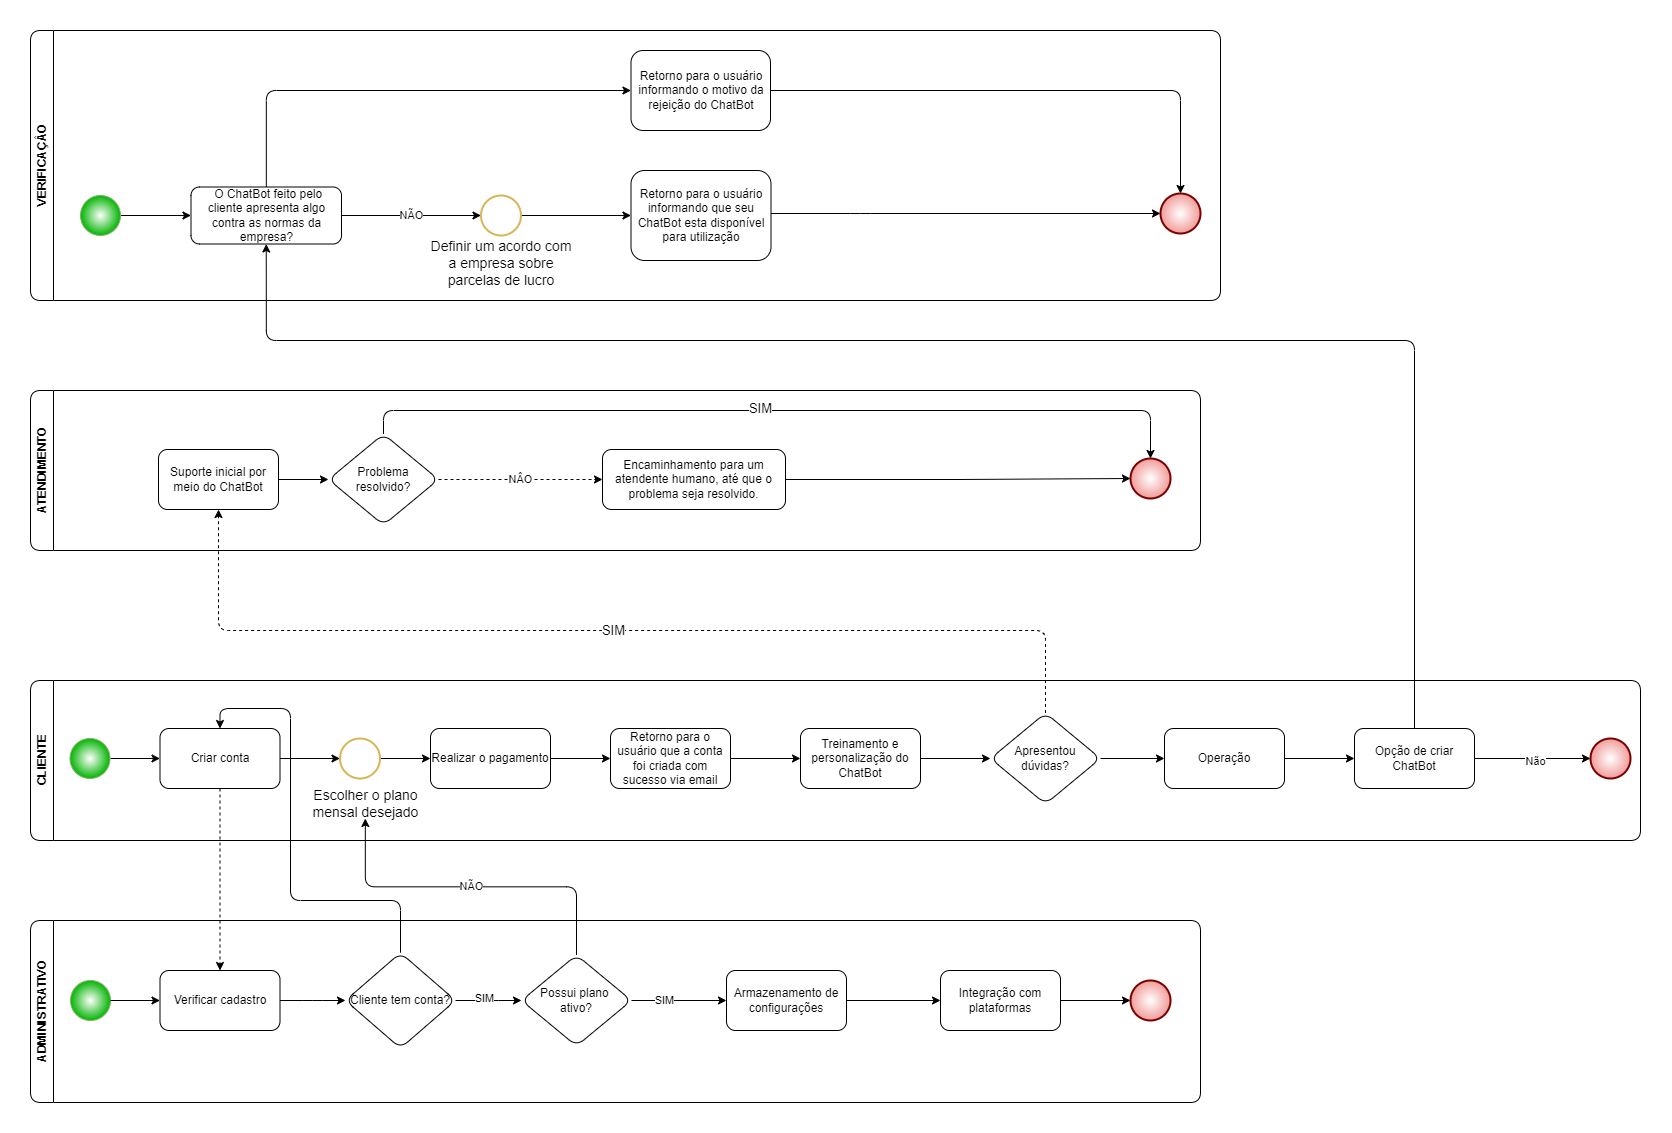 VERIFICAÇÃO
Retorno para o usuário
informando o motivo da
rejeição do ChatBot
O ChatBot feito pelo
cliente apresenta algo
contra as normas da
empresa?
NÃO
Definir um acordo com
a empresa sobre
parcelas de lucro
Retorno para o usuário
informando que seu
ChatBot esta disponível
para utilização
ATENDIMENTO
SIM
Suporte inicial por
meio do ChatBot
Problema
resolvido?
NÂO
Encaminhamento para um
atendente humano, até que o
problema seja resolvido.
SIM
CLIENTE
Criar conta
Escolher o plano
mensal desejado
Realizar o pagamento
Retorno para o
usuário que a conta
foi criada com
sucesso via email
Treinamento e
personalização do
ChatBot
Apresentou
dúvidas?
Operação
Opção de criar
ChatBot
Não
NÃO
ADMINISTRATIVO
Verificar cadastro
Cliente tem conta?
SIM
Possui plano
ativo?
SIM
Armazenamento de
configurações
Integração com
plataformas